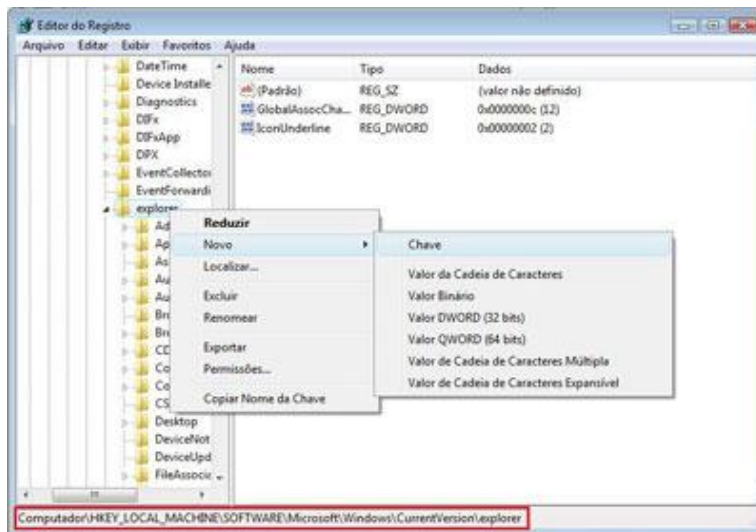 Editor do Registro
Arquivo Editar Exibir Favoritos Ajuda
DateTime
Device Installe
Diagnostics
DIFx
DIFxApp
DPX
EventCollector
EventForwardi
explorer
Ad
Ap
As
Au
Au
Bro
Bro
CD
Co
Co
CS
Desktop
DeviceNot
DeviceUpd
FileAssocia
Nome Tipo Dados
(Padrão) REG_SZ (valor não definido)
GlobalAssocCha... REG_DWORD 0x0000000c (12)
IconUnderline REG_DWORD 0x00000002 (2)
Reduzir
Novo
Localizar...
Excluir
Renomear
Exportar
Permissões...
Copiar Nome da Chave
Chave
Valor da Cadeia de Caracteres
Valor Binário
Valor DWORD (32 bits)
Valor QWORD (64 bits)
Valor de Cadeia de Caracteres Múltipla
Valor de Cadeia de Caracteres Expansível
Computador\HKEY_LOCAL_MACHINE\SOFTWARE\Microsoft\Windows\CurrentVersion\explorer